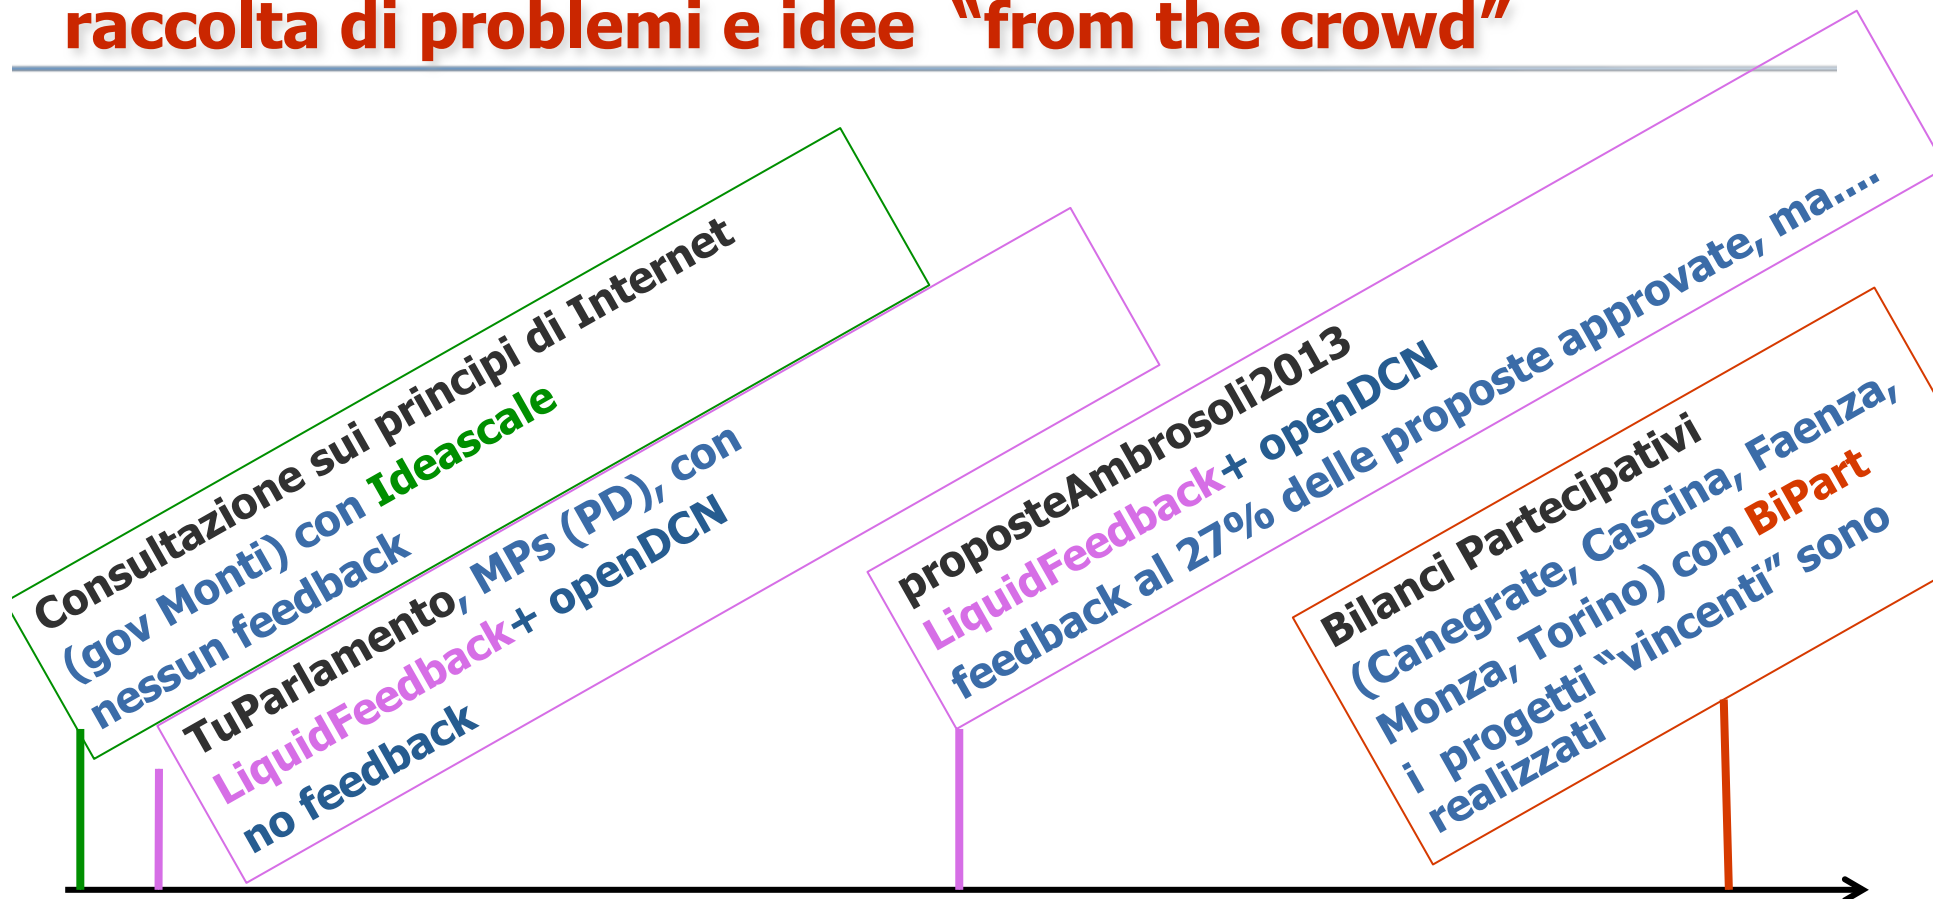 raccolta di problemi e idee “from the crowd”
Consultazione sui principi di Internet
(gov Monti) con Ideascale
nessun feedback
TuParlamento, MPs (PD), con
LiquidFeedback+ openDCN
no feedback
proposteAmbrosoli2013
LiquidFeedback+ openDCN
feedback al 27% delle proposte approvate, ma....
Bilanci Partecipativi
(Canegrate, Cascina, Faenza,
Monza, Torino) con BiPart
i progetti “vincenti” sono
realizzati